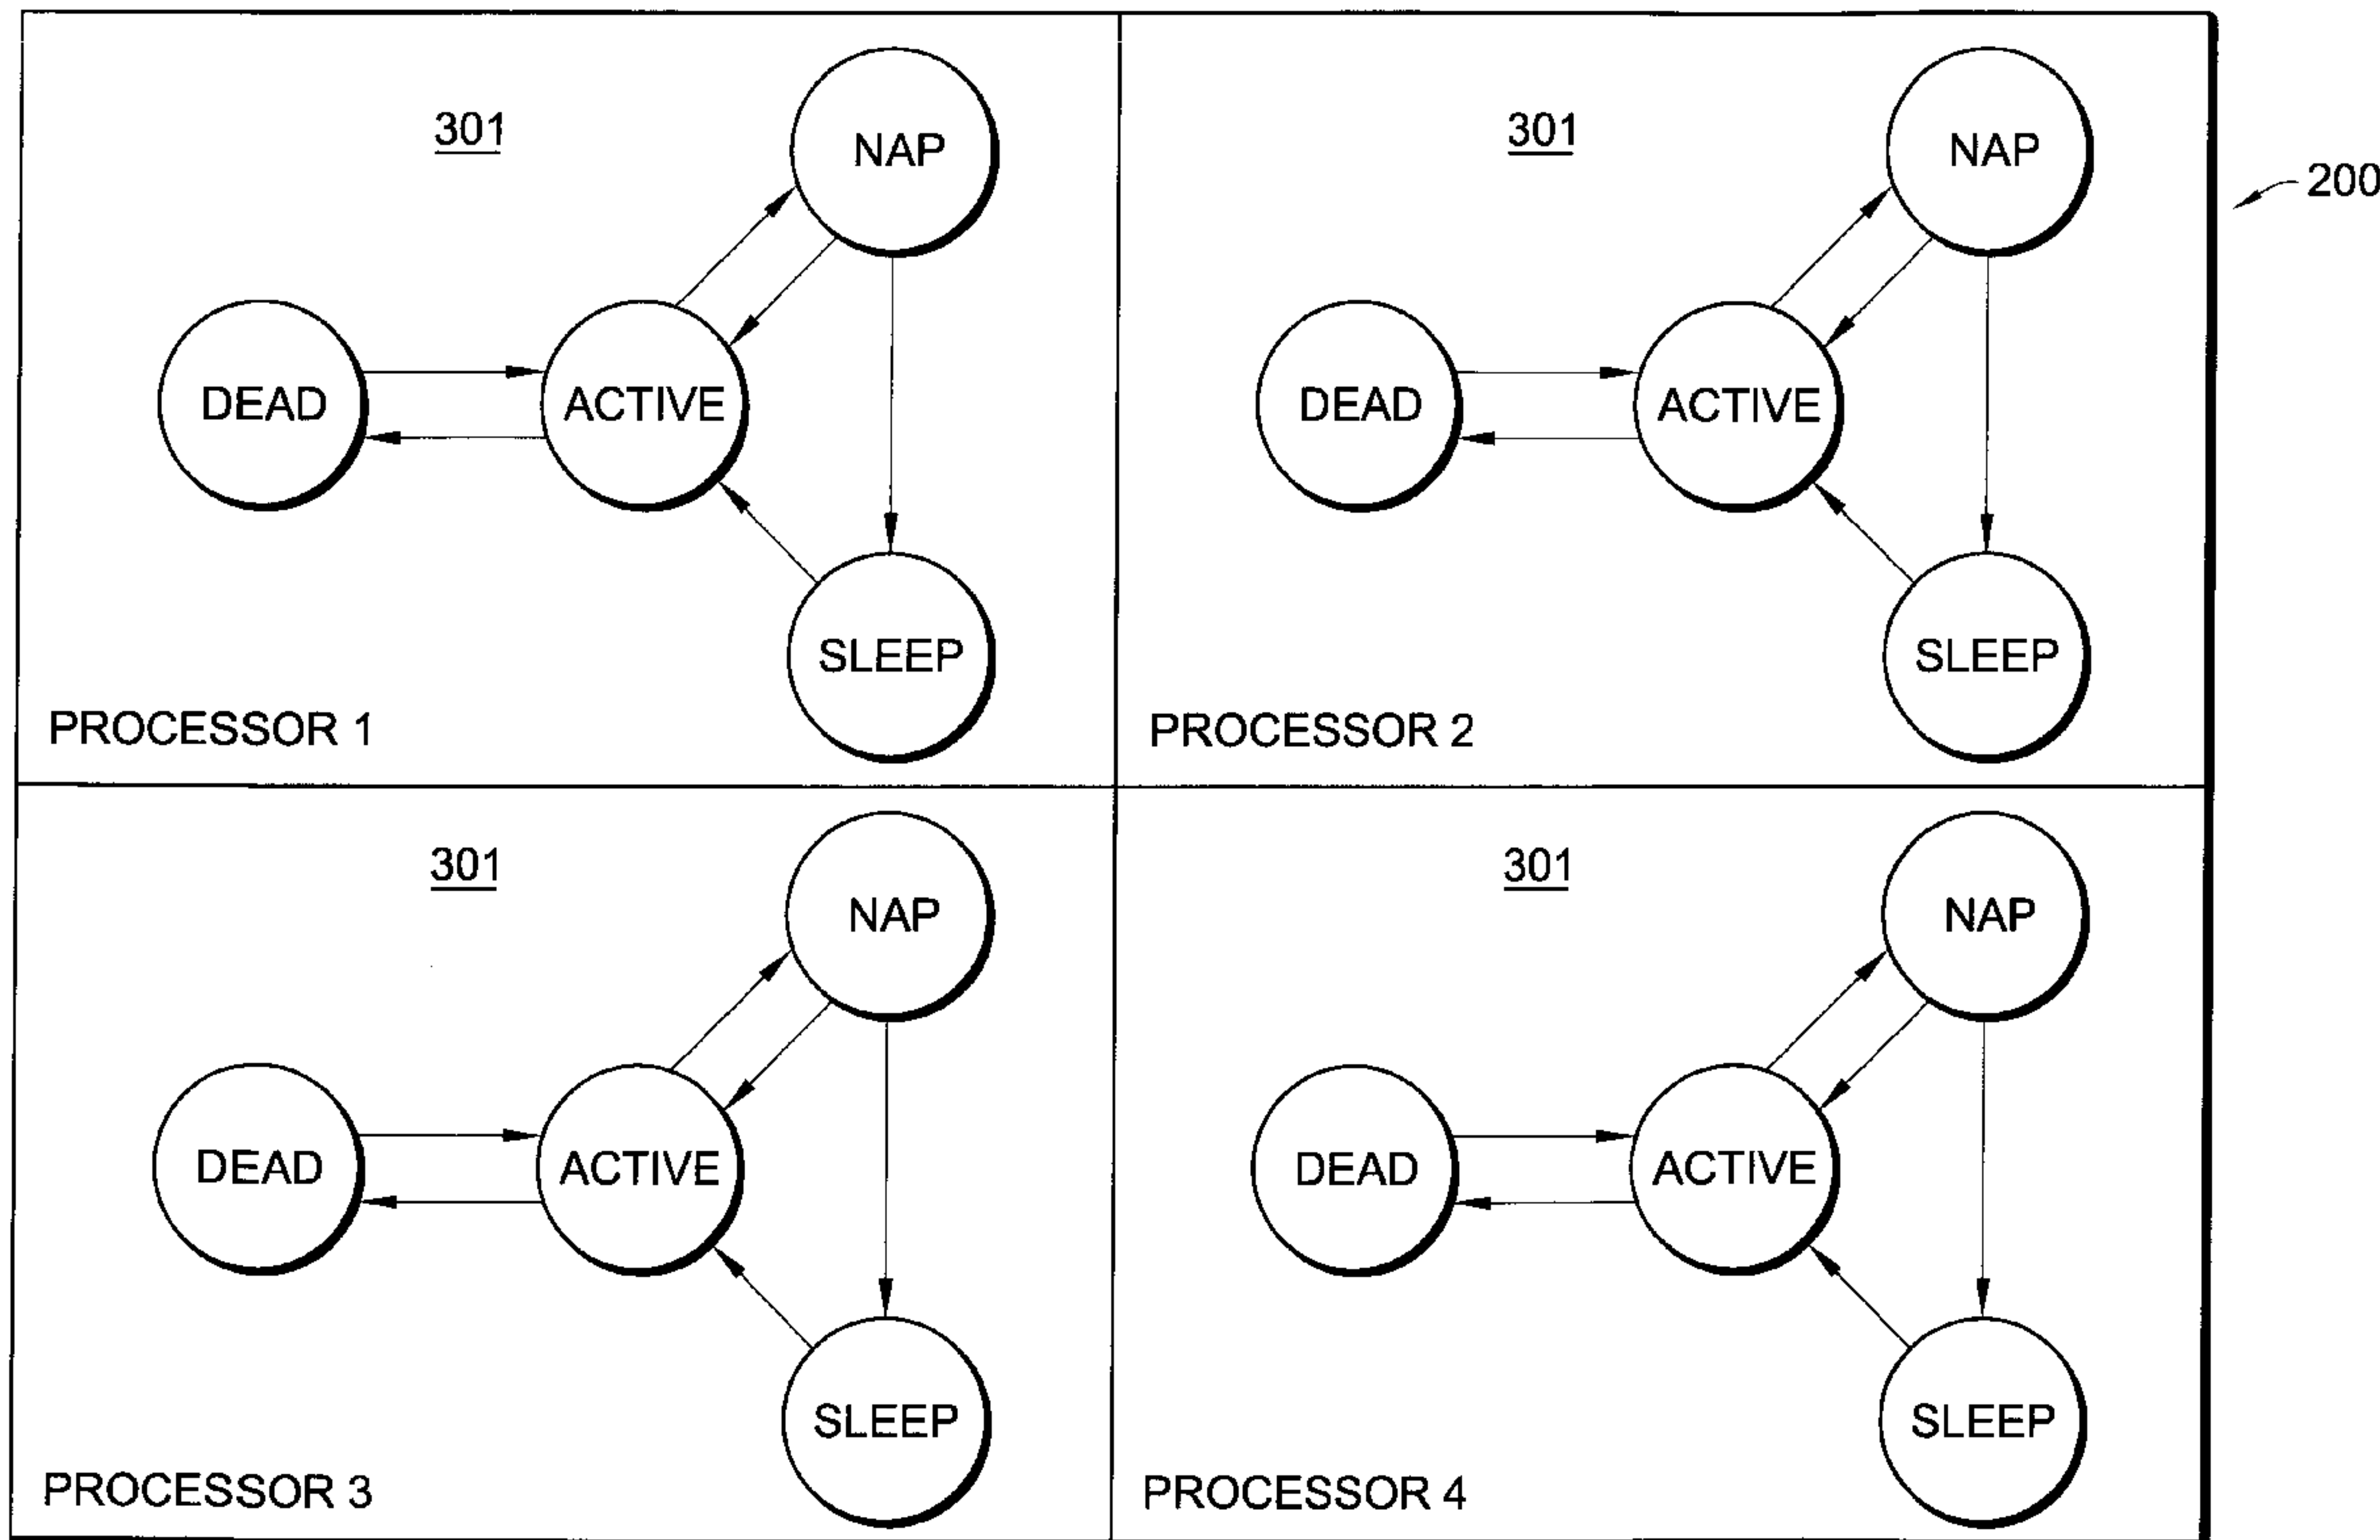 301
NAP
DEAD
ACTIVE
SLEEP
PROCESSOR 1
301
NAP
200
DEAD
ACTIVE
SLEEP
PROCESSOR 2
301
NAP
DEAD
ACTIVE
SLEEP
PROCESSOR 3
301
NAP
DEAD
ACTIVE
SLEEP
PROCESSOR 4